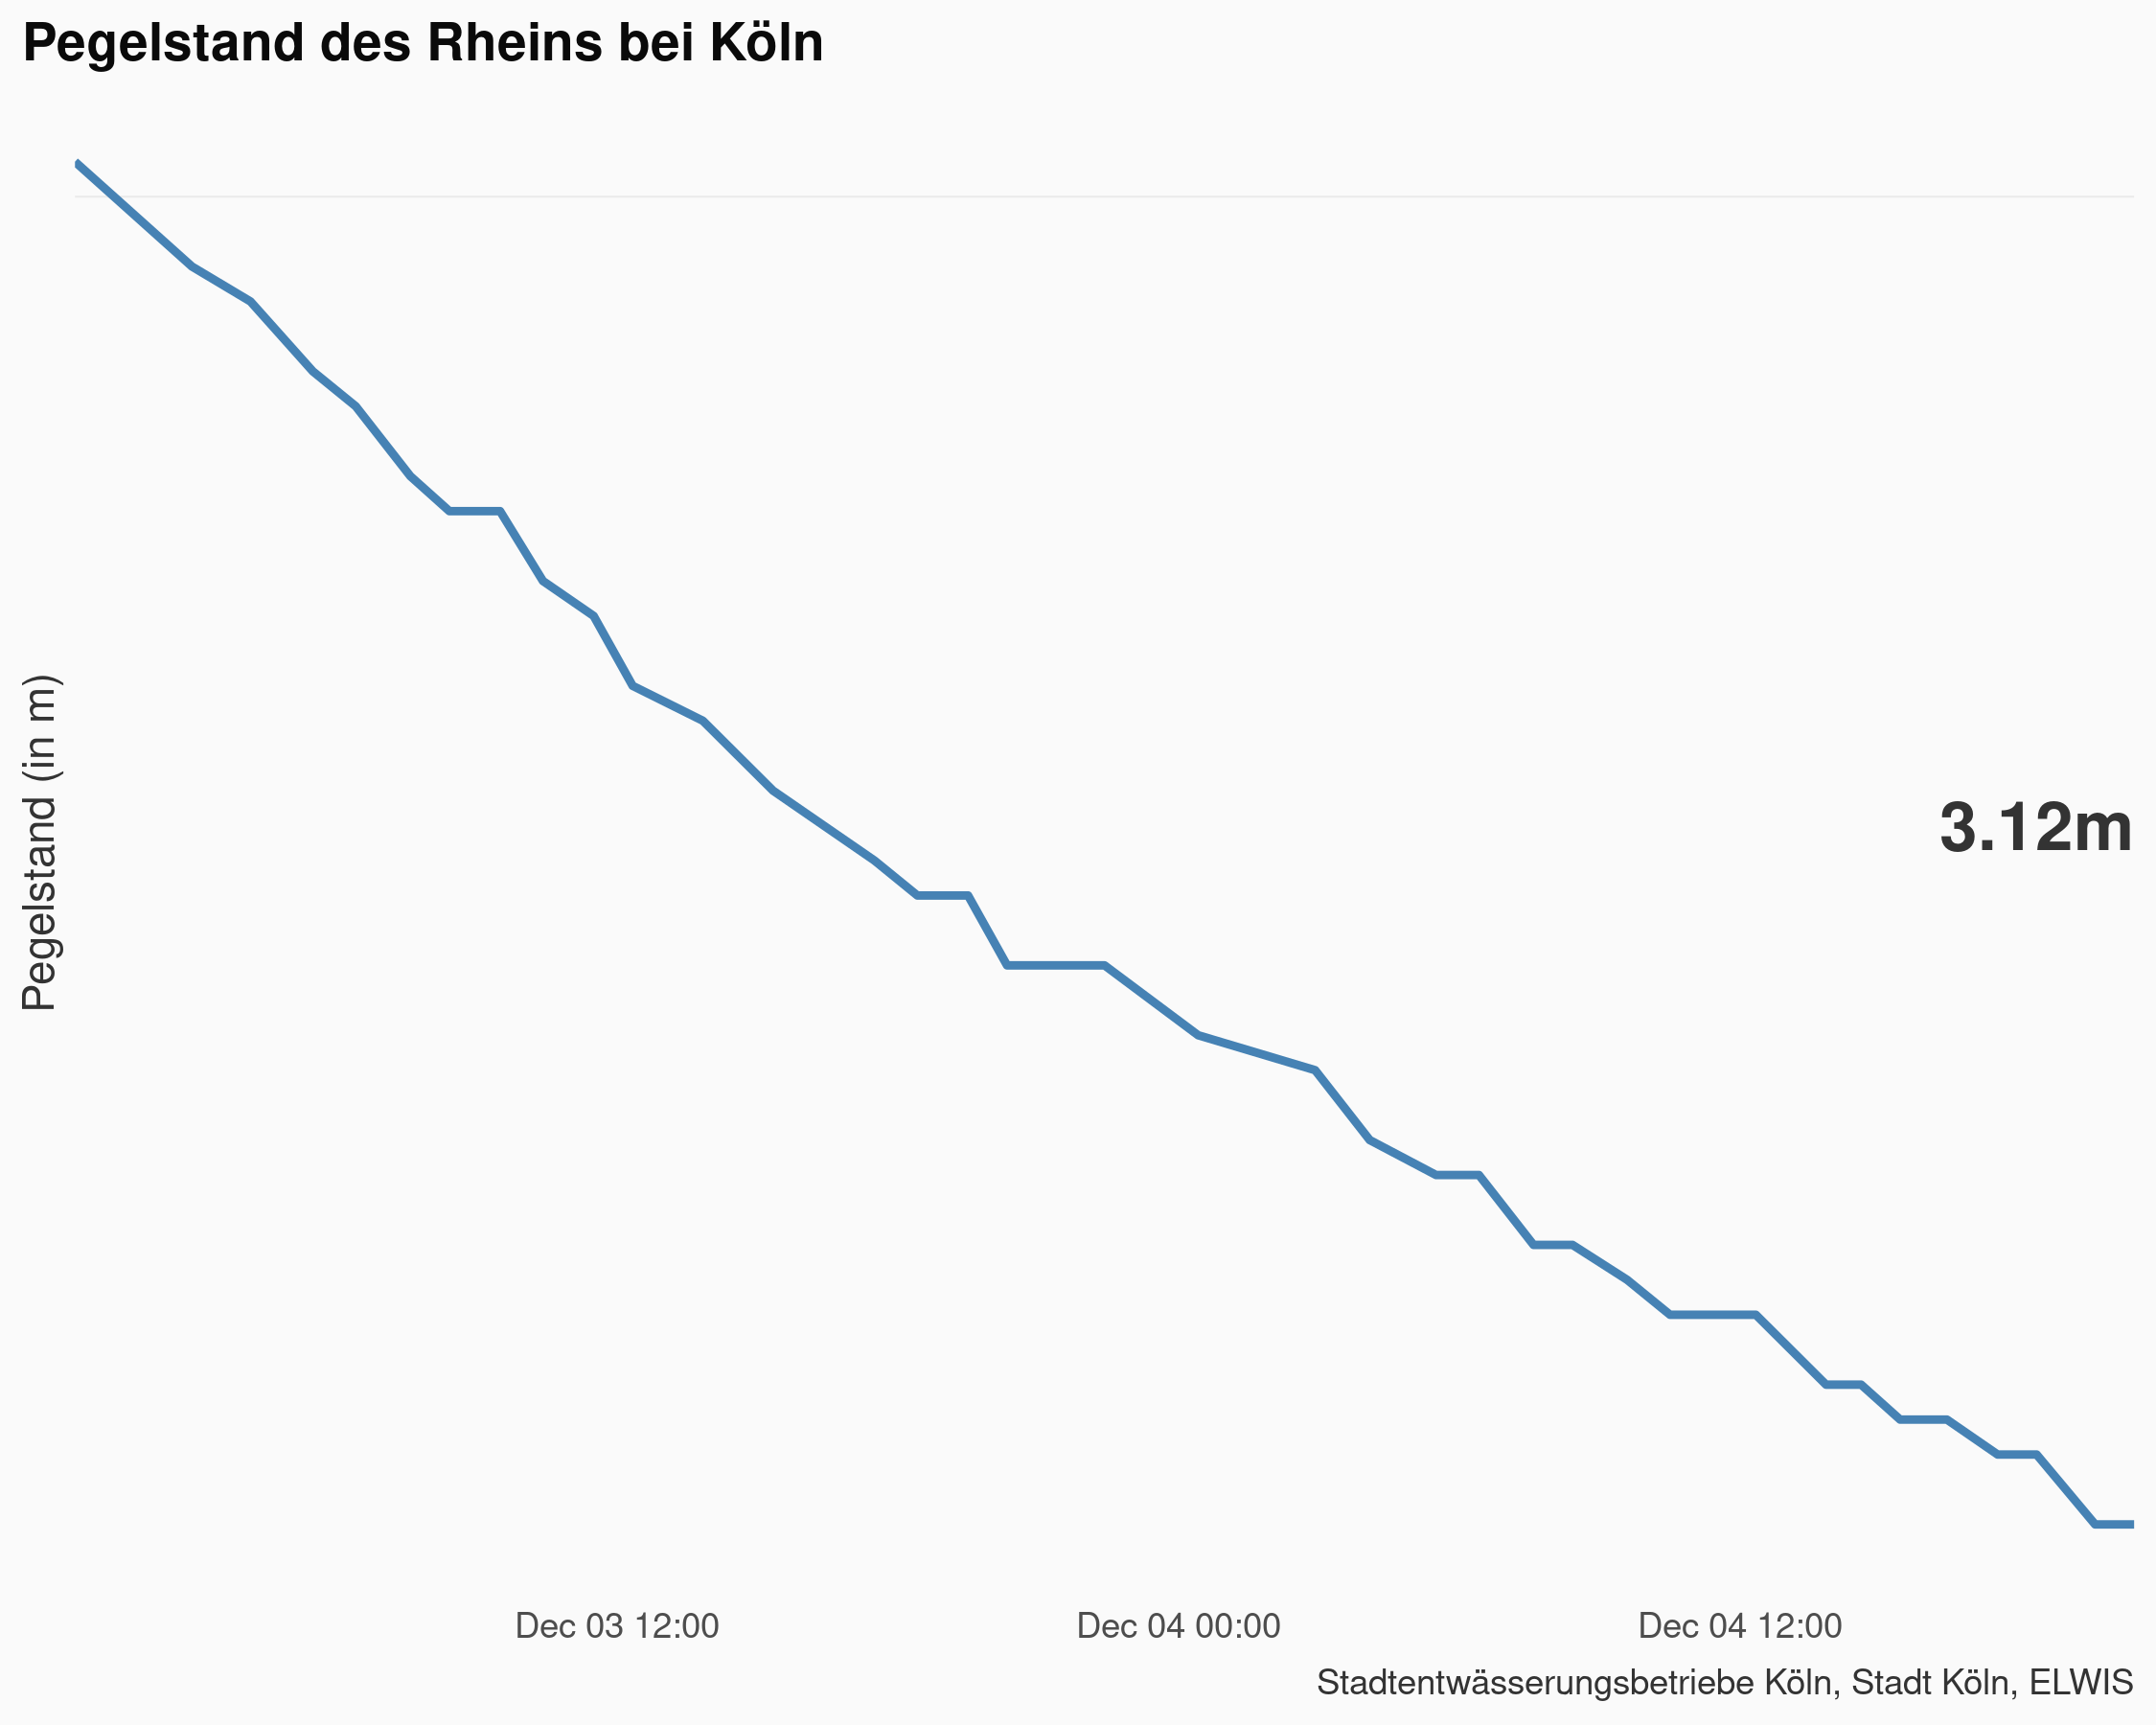 Pegelstand des Rheins bei Köln
Pegelstand (in m)
3.12m
Dec 03 12:00
Dec 04 00:00
Dec 04 12:00
Stadtentwässerungsbetriebe Köln, Stadt Köln, ELWIS